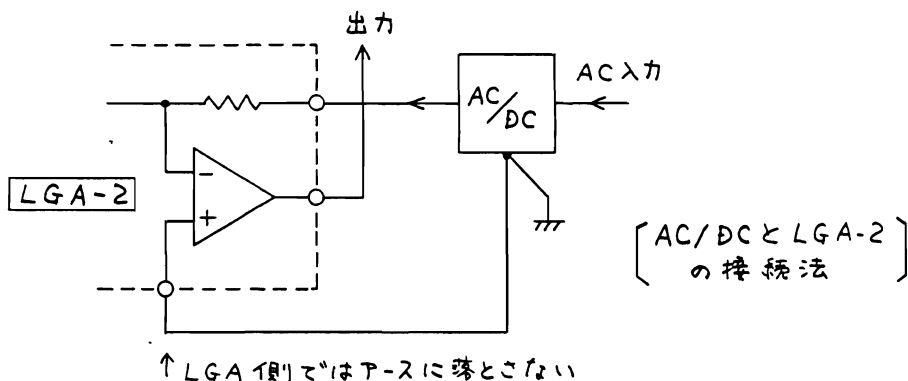 出力
AC入力
AC/DC
LGA-2
−
+
[AC/DCとLGA-2
の接続法]
↑LGA側ではアースに落とさない